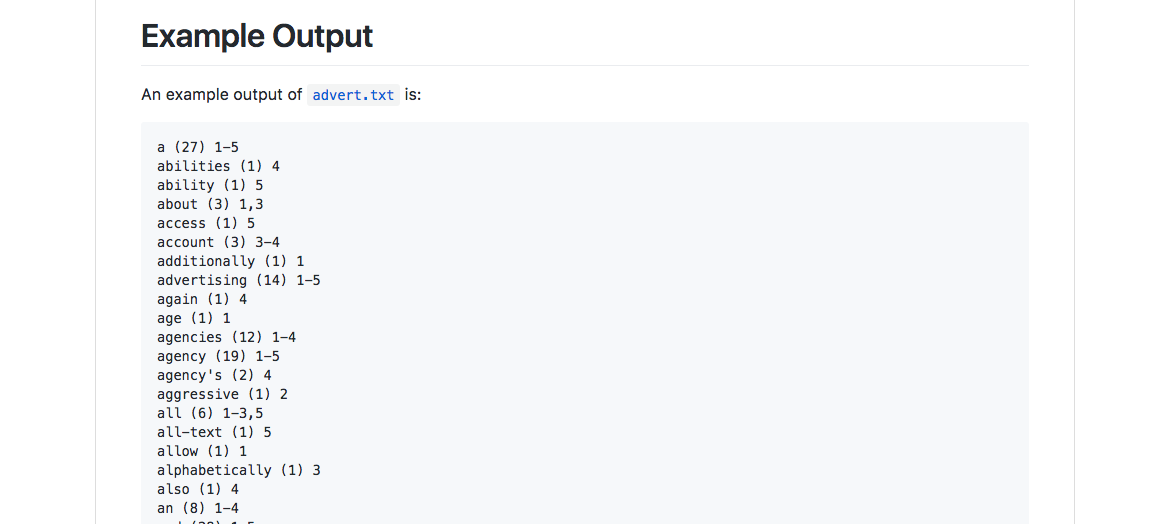 Example Output
An example output of advert.txt is:
a (27) 1-5
abilities (1) 4
ability (1) 5
about (3) 1,3
access (1) 5
account (3) 3-4
additionally (1) 1
advertising (14) 1-5
again (1) 4
age (1) 1
agencies (12) 1-4
agency (19) 1-5
agency's (2) 4
aggressive (1) 2
all (6) 1-3,5
all-text (1) 5
allow (1) 1
alphabetically (1) 3
also (1) 4
an (8) 1-4